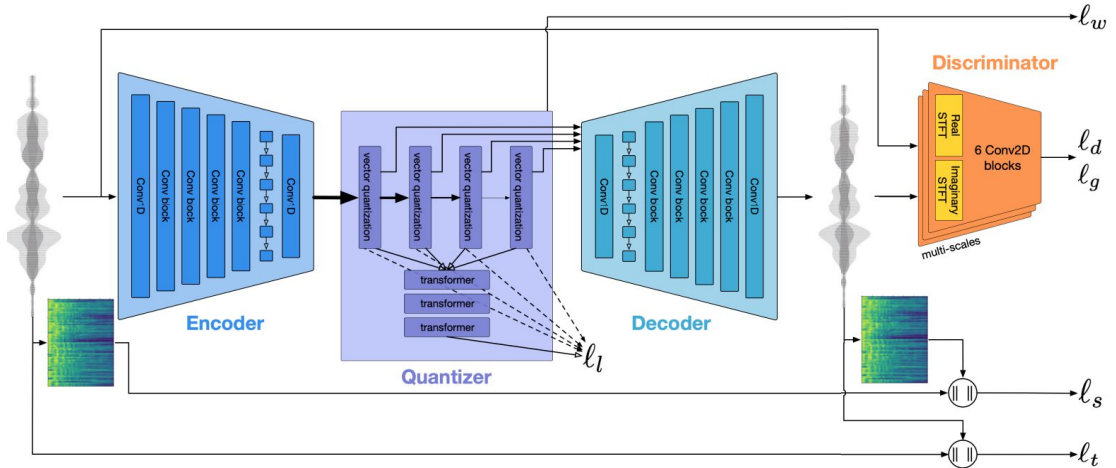 ℓw
Discriminator
Conv1D
Conv block
Conv block
Conv block
Conv block
Conv1D
Encoder
vector quantization
vector quantization
vector quantization
vector quantization
transformer
transformer
transformer
ℓl
Quantizer
Conv1D
Conv block
Conv block
Conv block
Conv block
Conv1D
Decoder
Real
STFT
Imaginary
STFT
6 Conv2D
blocks
multi-scales
ℓd
ℓg
|| ||
ℓs
|| ||
ℓt